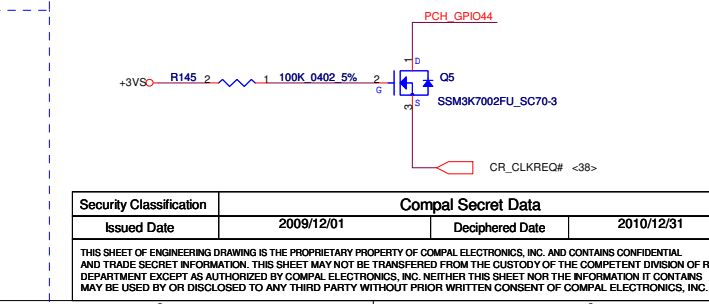 PCH_GPIO44
1
D
+3VS
R145
2
1
100K_0402_5%
2
G
Q5
SSM3K7002FU_SC70-3
S
3
CR_CLKREQ# <38>
Security Classification
Compal Secret Data
Issued Date
2009/12/01
Deciphered Date
2010/12/31
THIS SHEET OF ENGINEERING DRAWING IS THE PROPRIETARY PROPERTY OF COMPAL ELECTRONICS, INC. AND CONTAINS CONFIDENTIAL
AND TRADE SECRET INFORMATION. THIS SHEET MAY NOT BE TRANSFERED FROM THE CUSTODY OF THE COMPETENT DIVISION OF R
DEPARTMENT EXCEPT AS AUTHORIZED BY COMPAL ELECTRONICS, INC. NEITHER THIS SHEET NOR THE INFORMATION IT CONTAINS
MAY BE USED BY OR DISCLOSED TO ANY THIRD PARTY WITHOUT PRIOR WRITTEN CONSENT OF COMPAL ELECTRONICS, INC.